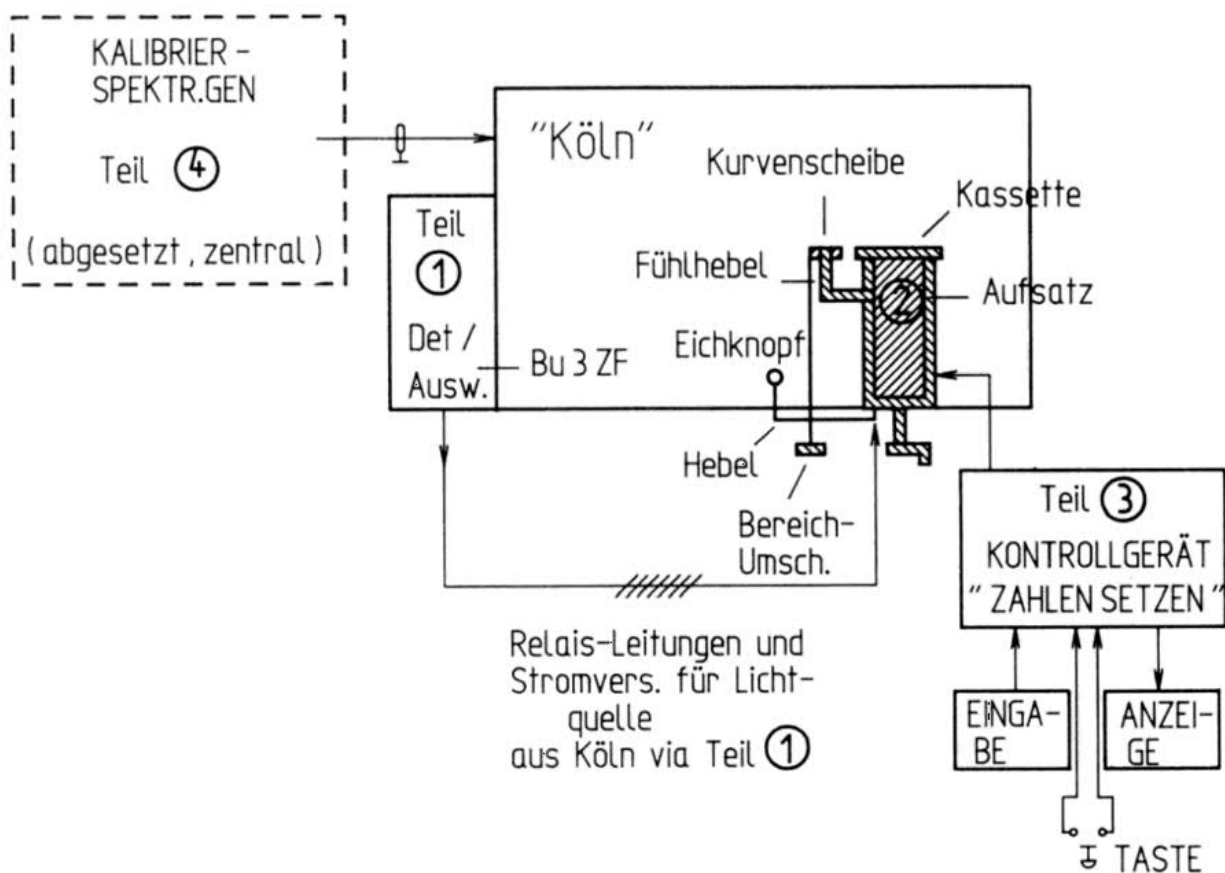 KALIBRIER-
SPEKTR.GEN
Teil ④
(abgesetzt, zentral)
"Köln"
Kurvenscheibe
Kassette
Teil
①
Det /
Ausw.
Bu 3 ZF
Fühlhebel
②
Aufsatz
Eichknopf
Hebel
Bereich-
Umsch.
Teil ③
KONTROLLGERÄT
"ZAHLEN SETZEN"
Relais-Leitungen und
Stromvers. für Licht-
quelle
aus Köln via Teil ①
EINGA-
BE
ANZEI-
GE
TASTE